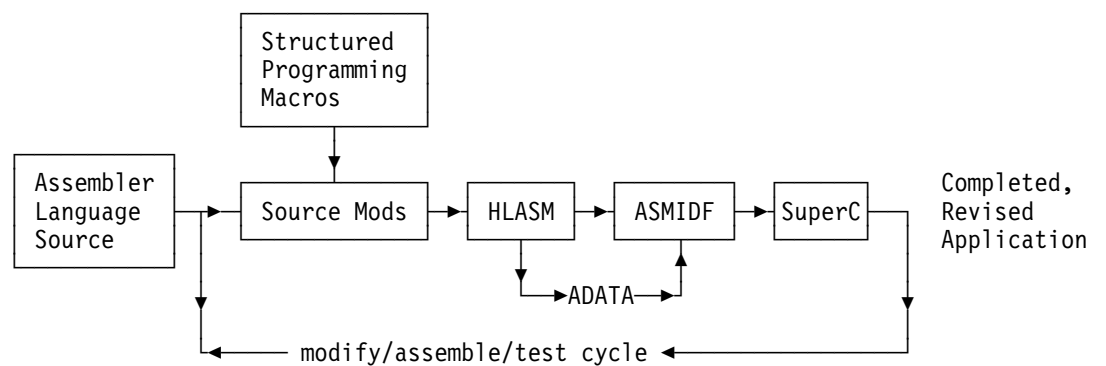 Structured
Programming
Macros
Assembler
Language
Source
Source Mods
HLASM
ASMIDF
SuperC
Completed,
Revised
Application
ADATA
modify/assemble/test cycle